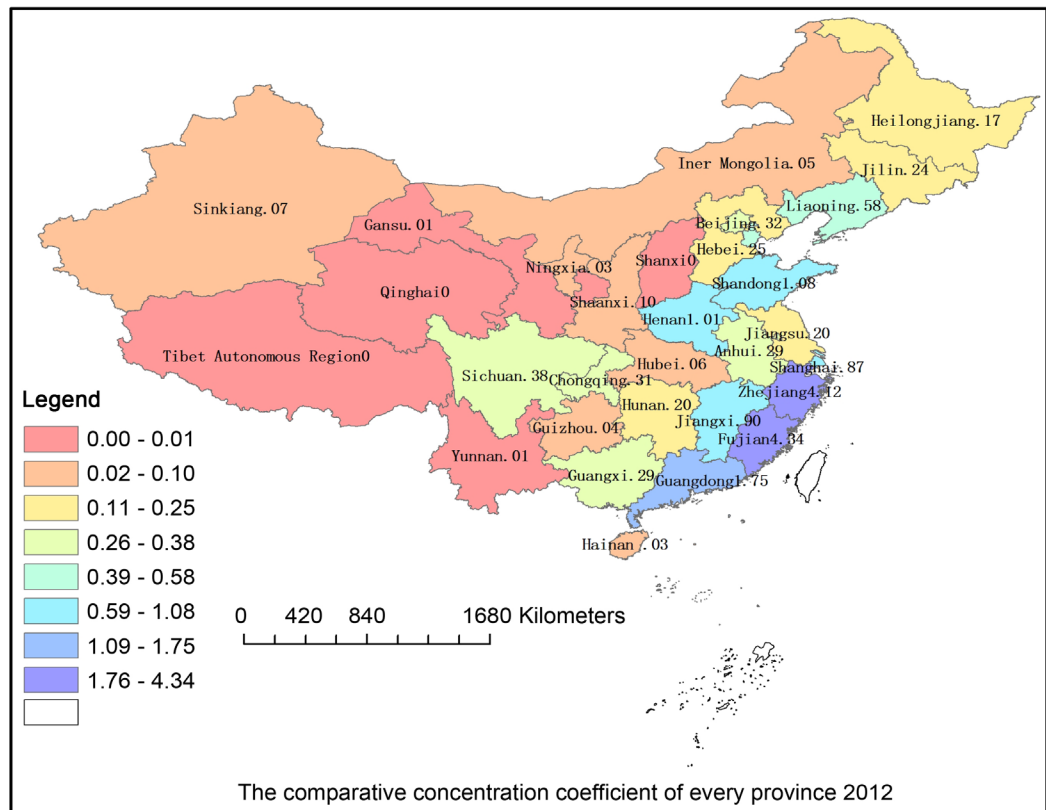 Heilongjiang.17
Iner Mongolia.05
Jilin.24
Sinkiang.07
Liaoning.58
Gansu.01
Beijing.32
Hebei.25
Ningxia.03
Shanxi0
Qinghai0
Shandong1.08
Shaanxi.10
Henan1.01
Jiangsu.20
Tibet Autonomous Region0
Anhui.29
Hubei.06
Shanghai.87
Sichuan.38
Chongqing.31
Zhejiang4.12
Hunan.20
Jiangxi.90
Guizhou.04
Fujian4.34
Yunnan.01
Guangxi.29
Guangdong1.75
Hainan .03
Legend
0.00 - 0.01
0.02 - 0.10
0.11 - 0.25
0.26 - 0.38
0.39 - 0.58
0.59 - 1.08
1.09 - 1.75
1.76 - 4.34
0 420 840 1680 Kilometers
The comparative concentration coefficient of every province 2012